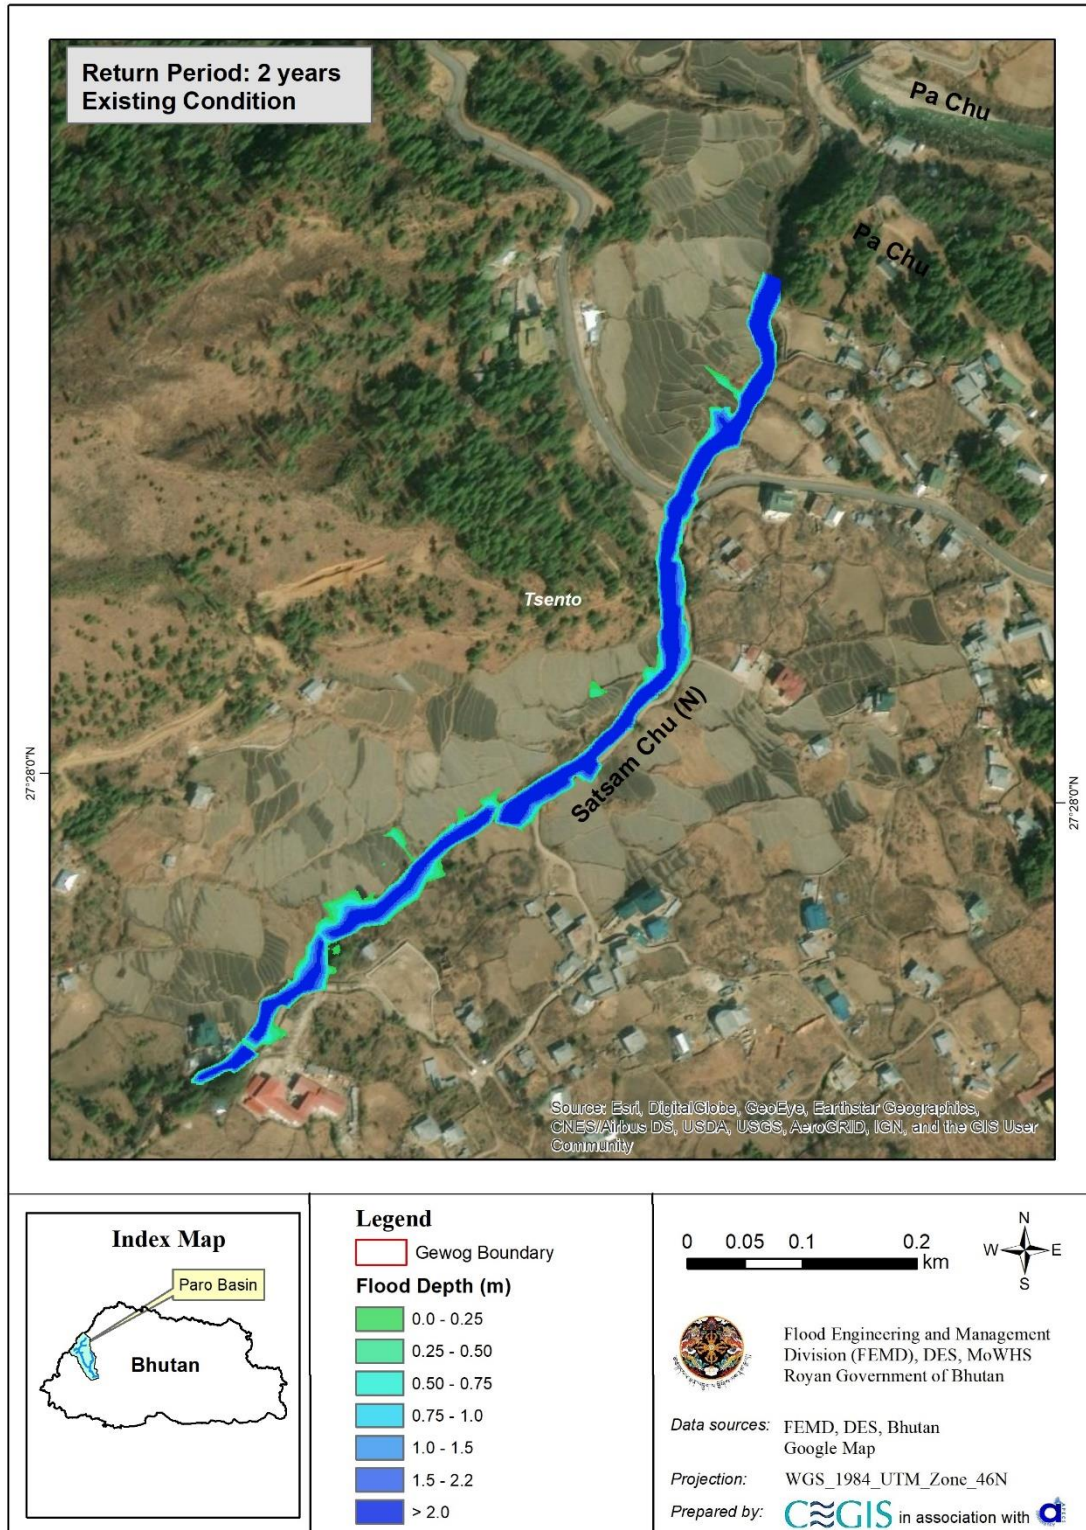 Return Period: 2 years
Existing Condition
Pa Chu
Pa Chu
Tsento
Satsam Chu (N)
27°28'0"N
27°28'0"N
Source: Esri, DigitalGlobe, GeoEye, Earthstar Geographics,
CNES/Airbus DS, USDA, USGS, AeroGRID, IGN, and the GIS User
Community
Index Map
Paro Basin
Bhutan
Legend
Gewog Boundary
Flood Depth (m)
0.0 - 0.25
0.25 - 0.50
0.50 - 0.75
0.75 - 1.0
1.0 - 1.5
1.5 - 2.2
> 2.0
0 0.05 0.1 0.2
km
N
W E
S
Flood Engineering and Management
Division (FEMD), DES, MoWHS
Royan Government of Bhutan
Data sources: FEMD, DES, Bhutan
Google Map
Projection: WGS_1984_UTM_Zone_46N
Prepared by: CEGIS in association with